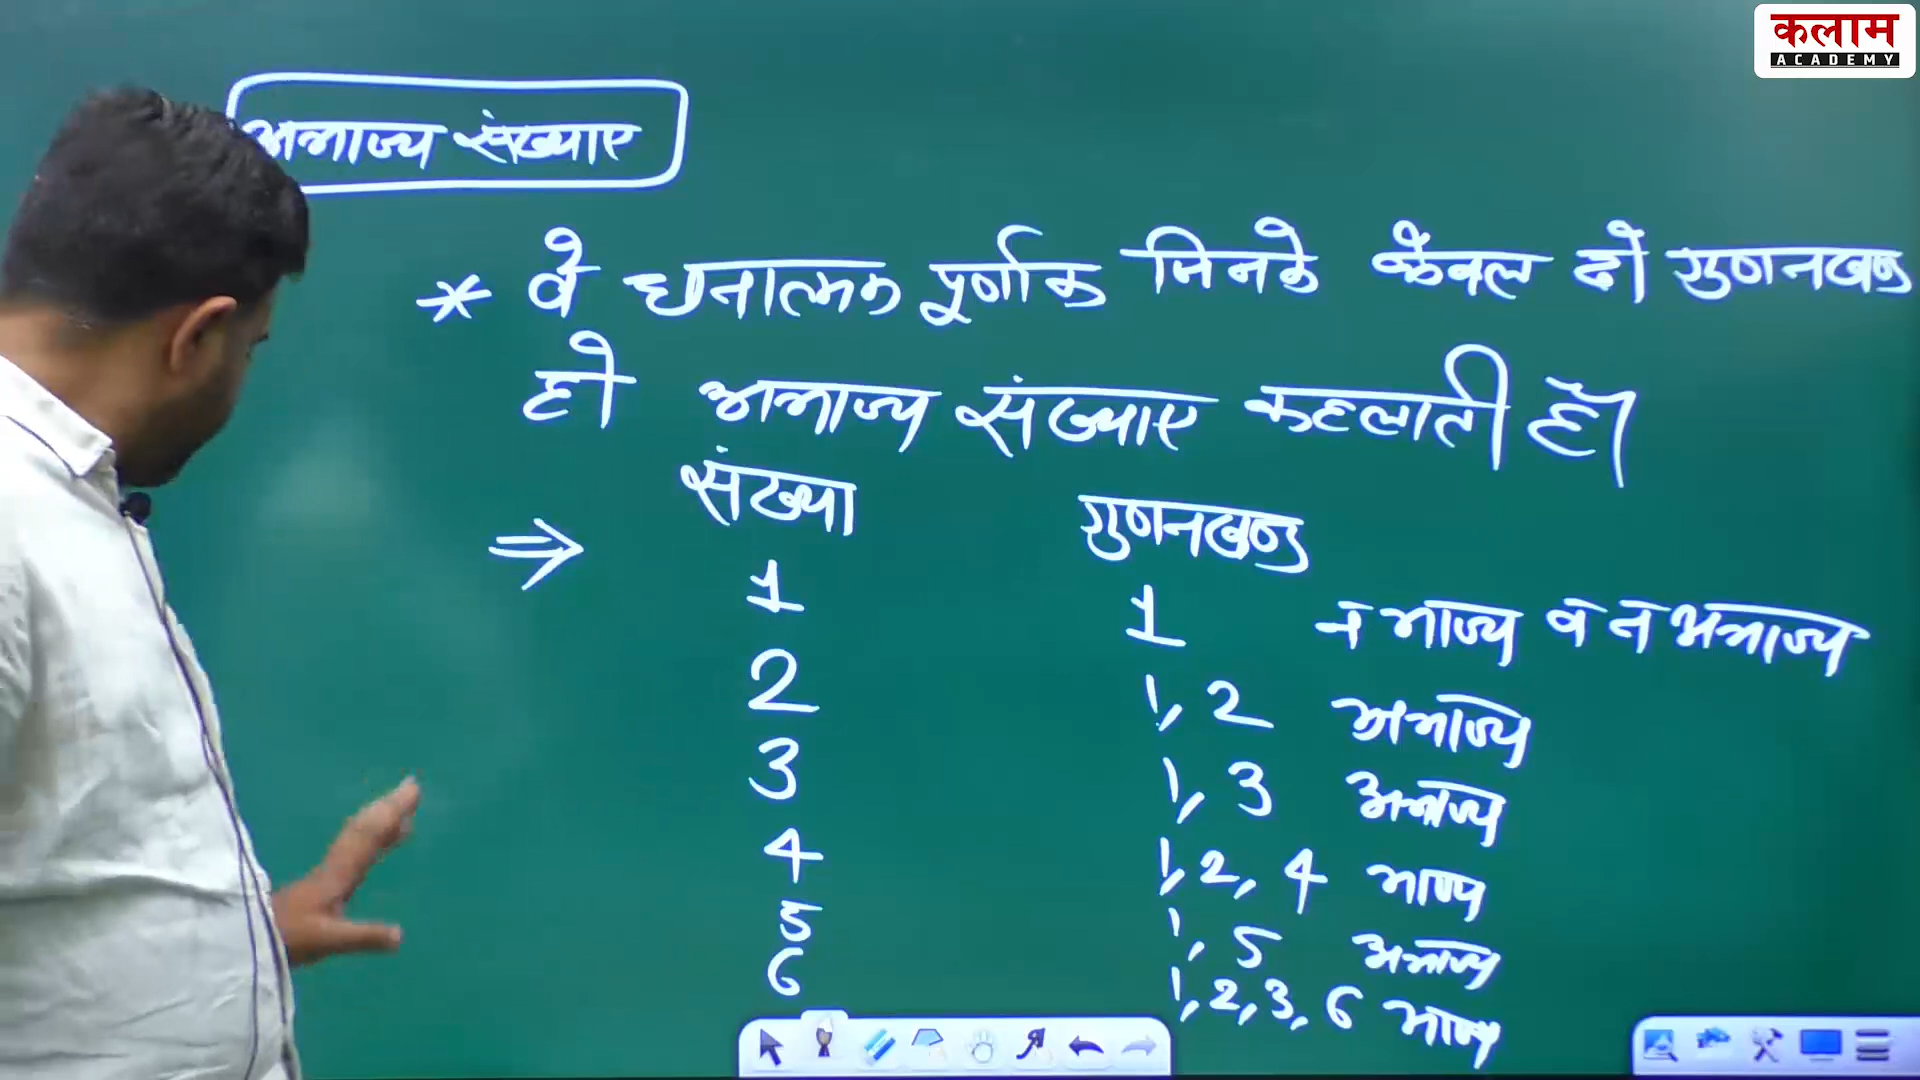 कलाम
ACADEMY
अभाज्य संख्याए
* वे धनात्मक पूर्णांक जिनके केवल दो गुणनखण्ड
हो अभाज्य संख्याए कहलाती है।
⇒ संख्या गुणनखण्ड
1 1 न भाज्य व न अभाज्य
2 1, 2 अभाज्य
3 1, 3 अभाज्य
4 1, 2, 4 भाज्य
5 1, 5 अभाज्य
6 1, 2, 3, 6 भाज्य